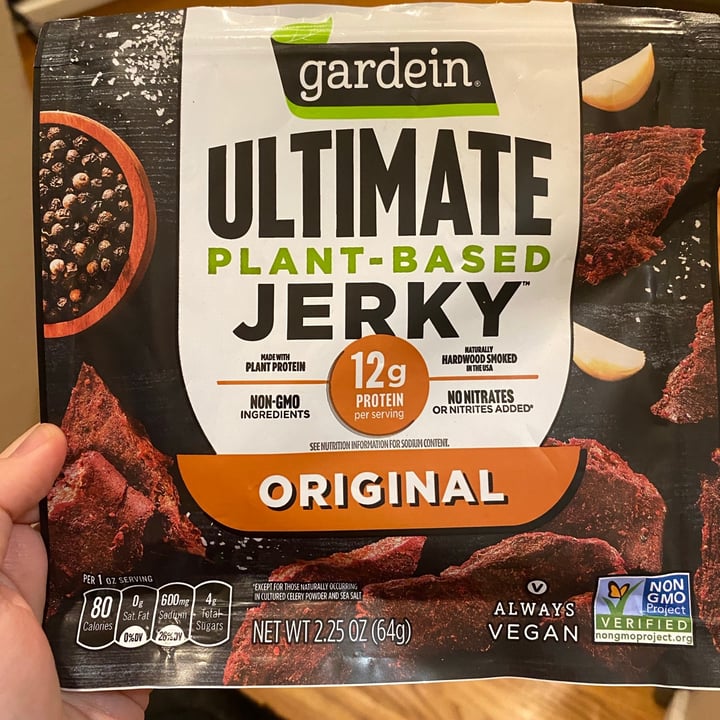 gardein®
ULTIMATE
PLANT-BASED
JERKY™
MADE WITH
PLANT PROTEIN
NON-GMO
INGREDIENTS
12g
PROTEIN
per serving
NATURALLY
HARDWOOD SMOKED
IN THE USA
NO NITRATES
OR NITRITES ADDED*
SEE NUTRITION INFORMATION FOR SODIUM CONTENT.
ORIGINAL
PER 1 OZ SERVING
80
Calories
0g
Sat. Fat
0% DV
600mg
Sodium
26% DV
4g
Total
Sugars
*EXCEPT FOR THOSE NATURALLY OCCURRING
IN CULTURED CELERY POWDER AND SEA SALT
NET WT 2.25 OZ (64g)
V
ALWAYS
VEGAN
NON
GMO
Project
VERIFIED
nongmoproject.org